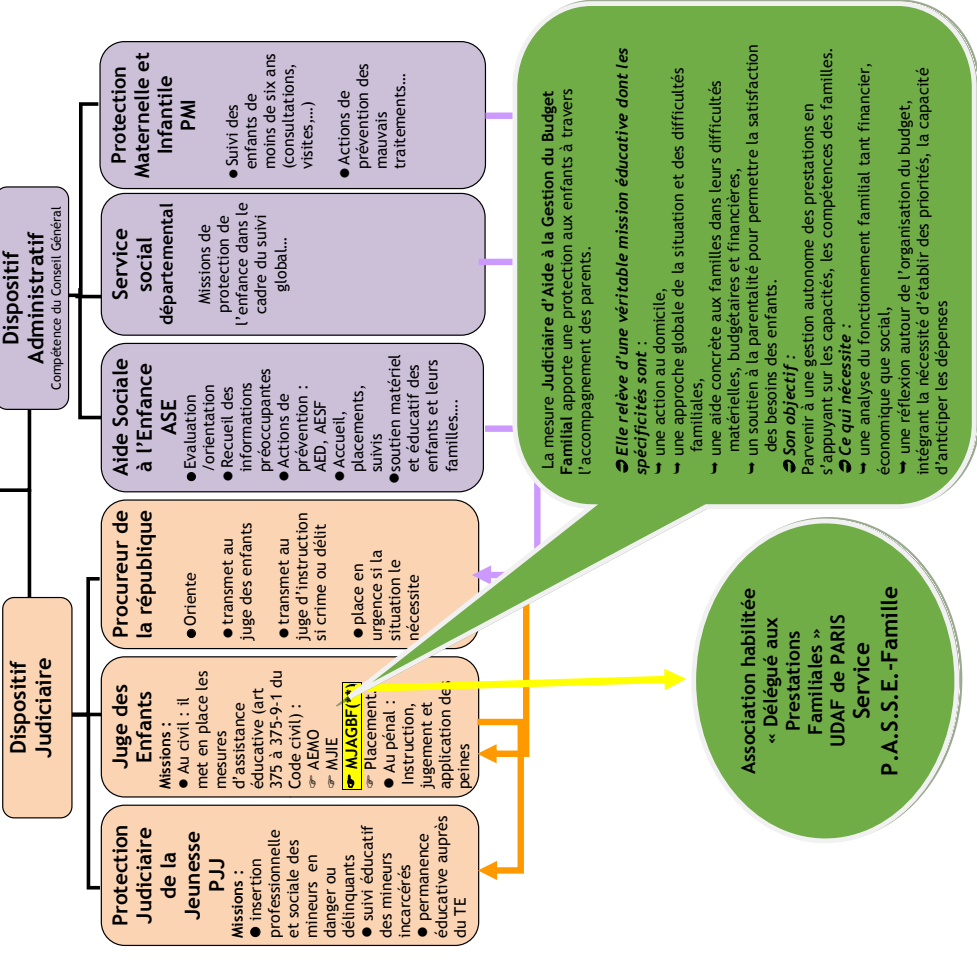 Dispositif
Judiciaire
Dispositif
Administratif
Compétence du Conseil Général
Protection
Judiciaire
de la
Jeunesse
PJJ
Missions :
● insertion
professionnelle
et sociale des
mineurs en
danger ou
délinquants
● suivi éducatif
des mineurs
incarcérés
● permanence
éducative auprès
du TE
Juge des
Enfants
Missions :
● Au civil : il
met en place les
mesures
d'assistance
éducative (art
375 à 375-9-1 du
Code civil) :
☞ AEMO
☞ MJIE
☛ MJAGBF(**)
☞ Placement.
● Au pénal :
Instruction,
jugement et
application des
peines
Procureur de
la république
● Oriente
● transmet au
juge des enfants
● transmet au
juge d'instruction
si crime ou délit
● place en
urgence si la
situation le
nécessite
Aide Sociale
à l'Enfance
ASE
● Evaluation
/orientation
● Recueil des
informations
préoccupantes
● Actions de
prévention :
AED, AESF
● Accueil,
placements,
suivis
● soutien matériel
et éducatif des
enfants et leurs
familles….
Service
social
départemental
Missions de
protection de
l'enfance dans le
cadre du suivi
global…
Protection
Maternelle et
Infantile
PMI
● Suivi des
enfants de
moins de six ans
(consultations,
visites,…)
● Actions de
prévention des
mauvais
traitements…
Association habilitée
« Délégué aux
Prestations
Familiales »
UDAF de PARIS
Service
P.A.S.S.E.-Famille
La mesure Judiciaire d'Aide à la Gestion du Budget
Familial apporte une protection aux enfants à travers
l'accompagnement des parents.
➲ Elle relève d'une véritable mission éducative dont les
spécificités sont :
➥ une action au domicile,
➥ une approche globale de la situation et des difficultés
familiales,
➥ une aide concrète aux familles dans leurs difficultés
matérielles, budgétaires et financières,
➥ un soutien à la parentalité pour permettre la satisfaction
des besoins des enfants.
➲ Son objectif :
Parvenir à une gestion autonome des prestations en
s'appuyant sur les capacités, les compétences des familles.
➲ Ce qui nécessite :
➥ une analyse du fonctionnement familial tant financier,
économique que social,
➥ une réflexion autour de l'organisation du budget,
intégrant la nécessité d'établir des priorités, la capacité
d'anticiper les dépenses